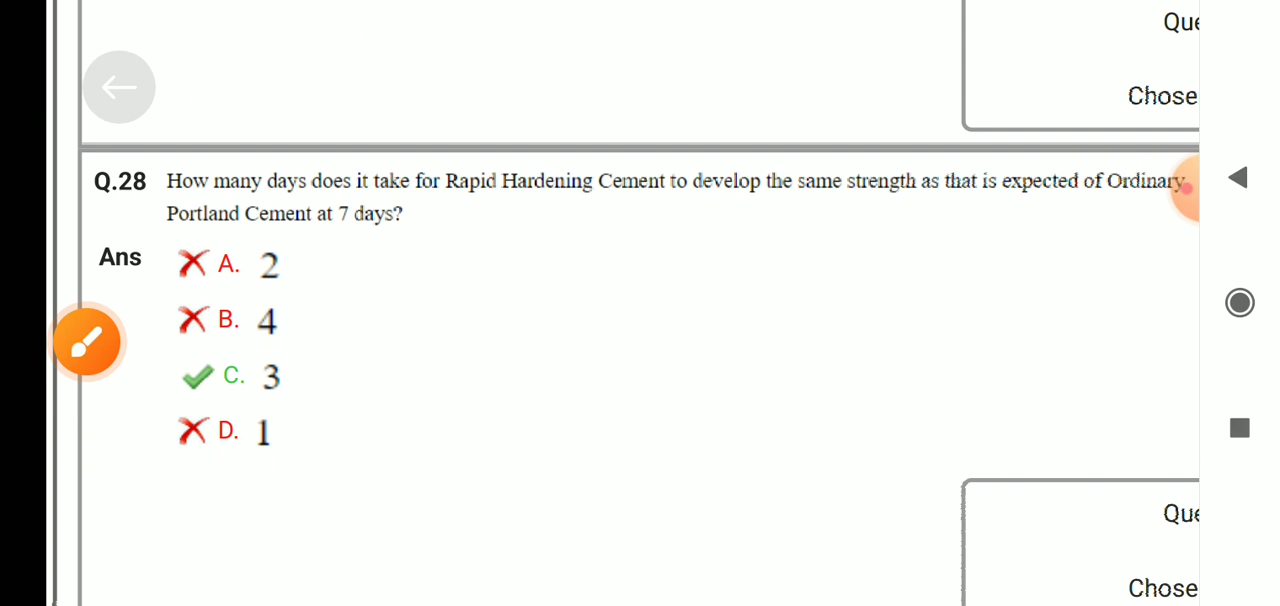 Que
Chose
Q.28 How many days does it take for Rapid Hardening Cement to develop the same strength as that is expected of Ordinary
Portland Cement at 7 days?
Ans A. 2
B. 4
C. 3
D. 1
Que
Chose